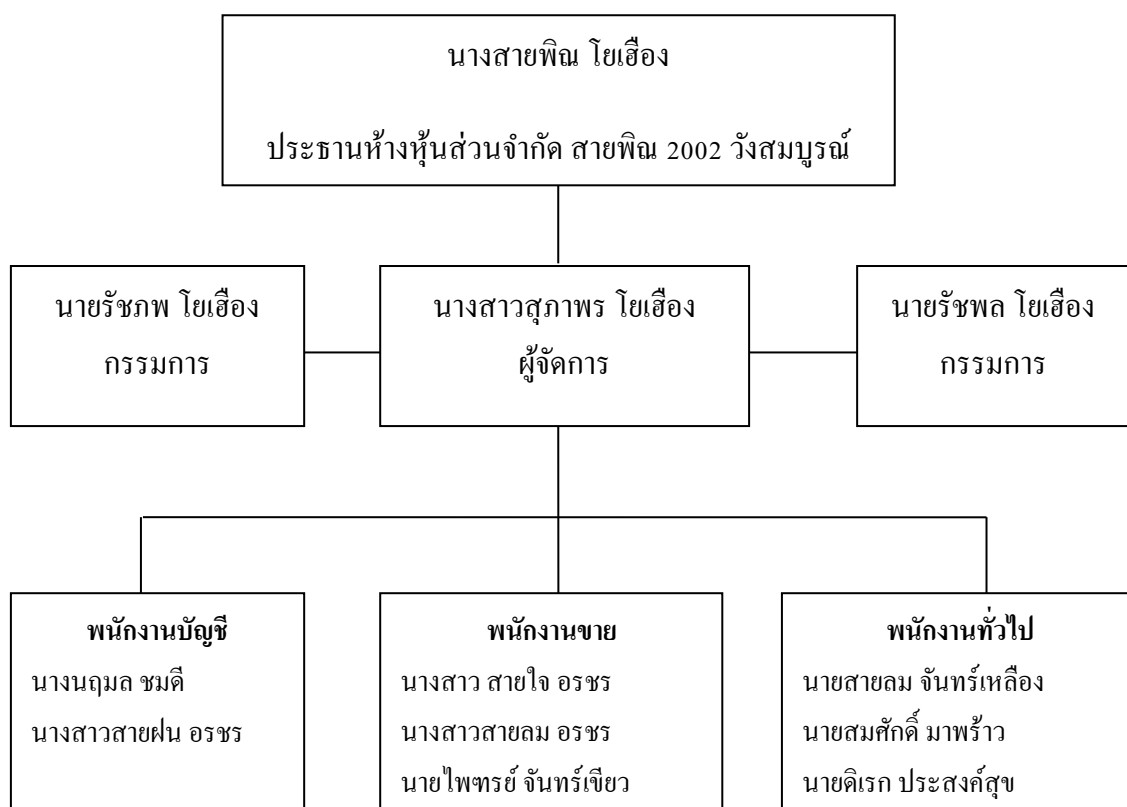 นางสายพิณ โยเฮือง
ประธานห้างหุ้นส่วนจำกัด สายพิณ 2002 วังสมบูรณ์
นายรัชภพ โยเฮือง
กรรมการ
นางสาวสุภาพร โยเฮือง
ผู้จัดการ
นายรัชพล โยเฮือง
กรรมการ
พนักงานบัญชี
นางนฤมล ชมดี
นางสาวสายฝน อรชร
พนักงานขาย
นางสาว สายใจ อรชร
นางสาวสายลม อรชร
นายไพฑรย์ จันทร์เขียว
พนักงานทั่วไป
นายสายลม จันทร์เหลือง
นายสมศักดิ์ มาพร้าว
นายดิเรก ประสงค์สุข